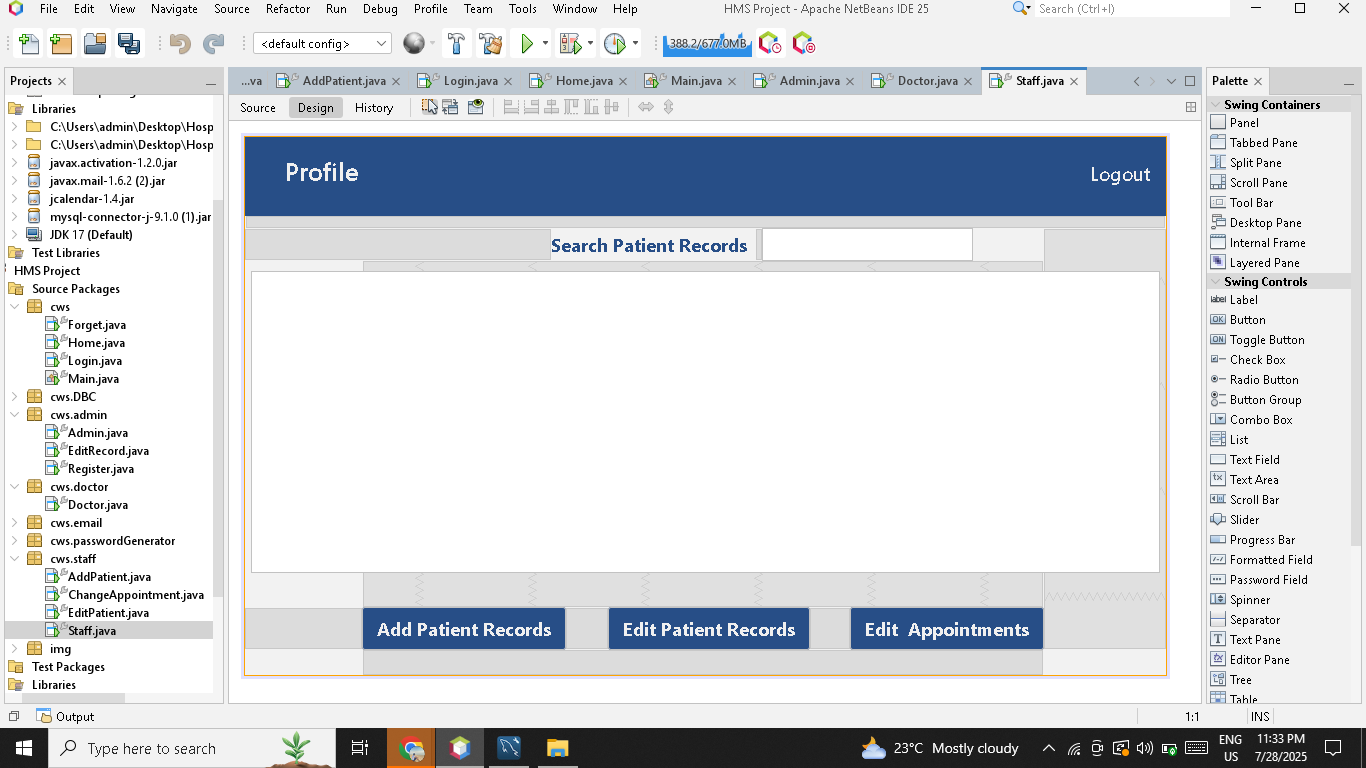 File Edit View Navigate Source Refactor Run Debug Profile Team Tools Window Help
HMS Project - Apache NetBeans IDE 25
Search (Ctrl+I)
<default config>
388.2/677.0MB
Projects
...va AddPatient.java Login.java Home.java Main.java Admin.java Doctor.java Staff.java
Palette
Source Design History
Libraries
C:\Users\admin\Desktop\Hosp
C:\Users\admin\Desktop\Hosp
javax.activation-1.2.0.jar
javax.mail-1.6.2 (2).jar
jcalendar-1.4.jar
mysql-connector-j-9.1.0 (1).jar
JDK 17 (Default)
Test Libraries
HMS Project
Source Packages
cws
Forget.java
Home.java
Login.java
Main.java
cws.DBC
cws.admin
Admin.java
EditRecord.java
Register.java
cws.doctor
Doctor.java
cws.email
cws.passwordGenerator
cws.staff
AddPatient.java
ChangeAppointment.java
EditPatient.java
Staff.java
img
Test Packages
Libraries
Profile
Logout
Search Patient Records
Add Patient Records
Edit Patient Records
Edit  Appointments
Swing Containers
Panel
Tabbed Pane
Split Pane
Scroll Pane
Tool Bar
Desktop Pane
Internal Frame
Layered Pane
Swing Controls
label Label
OK Button
ON Toggle Button
Check Box
Radio Button
Button Group
Combo Box
List
Text Field
Text Area
Scroll Bar
Slider
Progress Bar
Formatted Field
Password Field
Spinner
Separator
T Text Pane
Editor Pane
Tree
Table
Output
1:1
INS
Type here to search
23°C Mostly cloudy
ENG
US
11:33 PM
7/28/2025